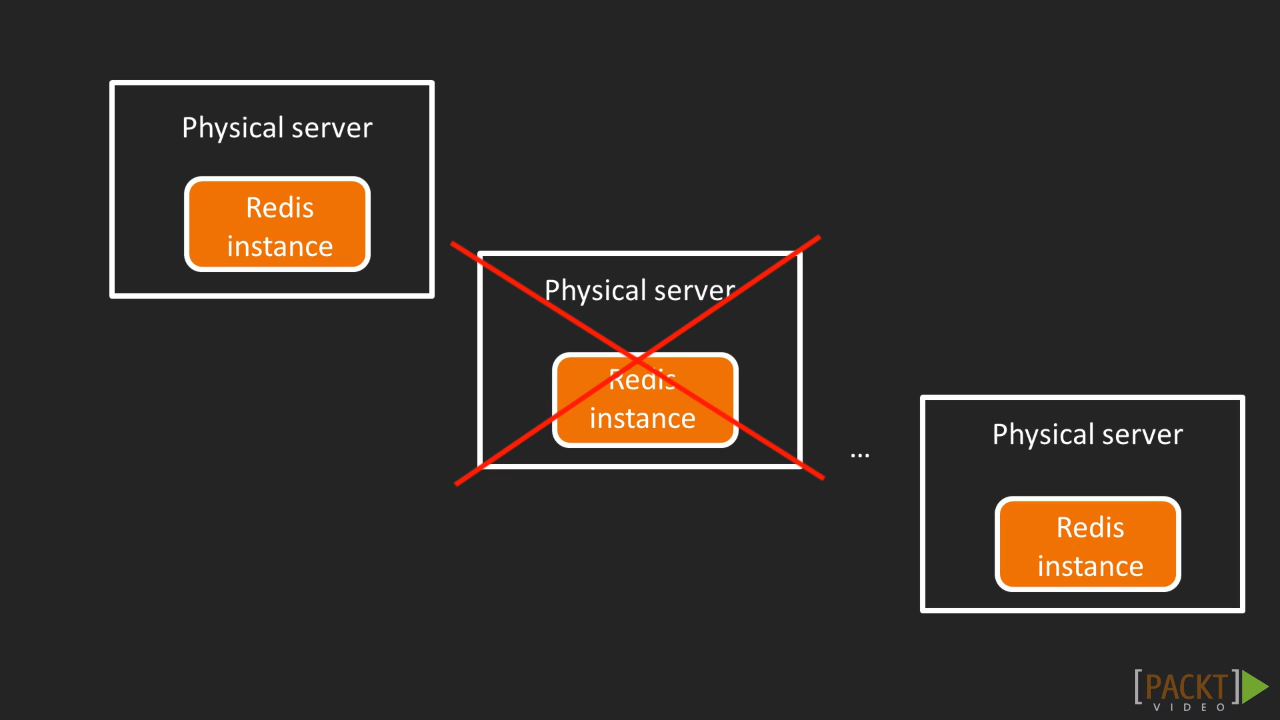 Physical server
Redis
instance
Physical server
Redis
instance
...
Physical server
Redis
instance
[PACKT]
VIDEO